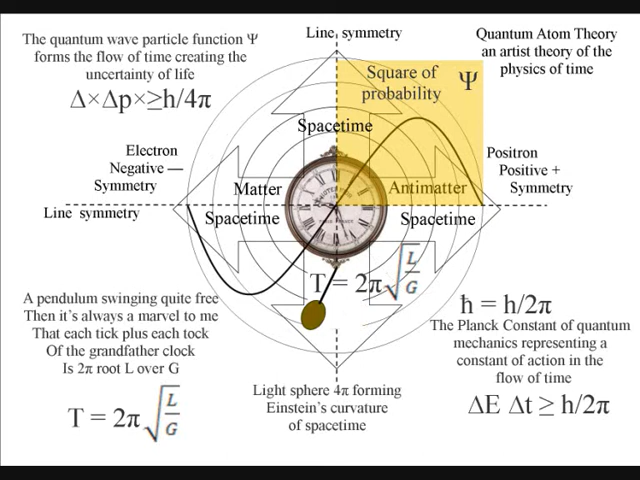 The quantum wave particle function Ψ
forms the flow of time creating the
uncertainty of life
Δ×Δp×≥h/4π
Line symmetry
Quantum Atom Theory
an artist theory of the
physics of time
Square of
probability
Ψ
Spacetime
Electron
Negative —
Symmetry
Positron
Positive +
Symmetry
Matter
Antimatter
Line symmetry
Spacetime
Spacetime
T = 2π√L/G
A pendulum swinging quite free
Then it's always a marvel to me
That each tick plus each tock
Of the grandfather clock
Is 2π root L over G
T = 2π√L/G
ħ = h/2π
The Planck Constant of quantum
mechanics representing a
constant of action in the
flow of time
ΔE Δt ≥ h/2π
Light sphere 4π forming
Einstein's curvature
of spacetime